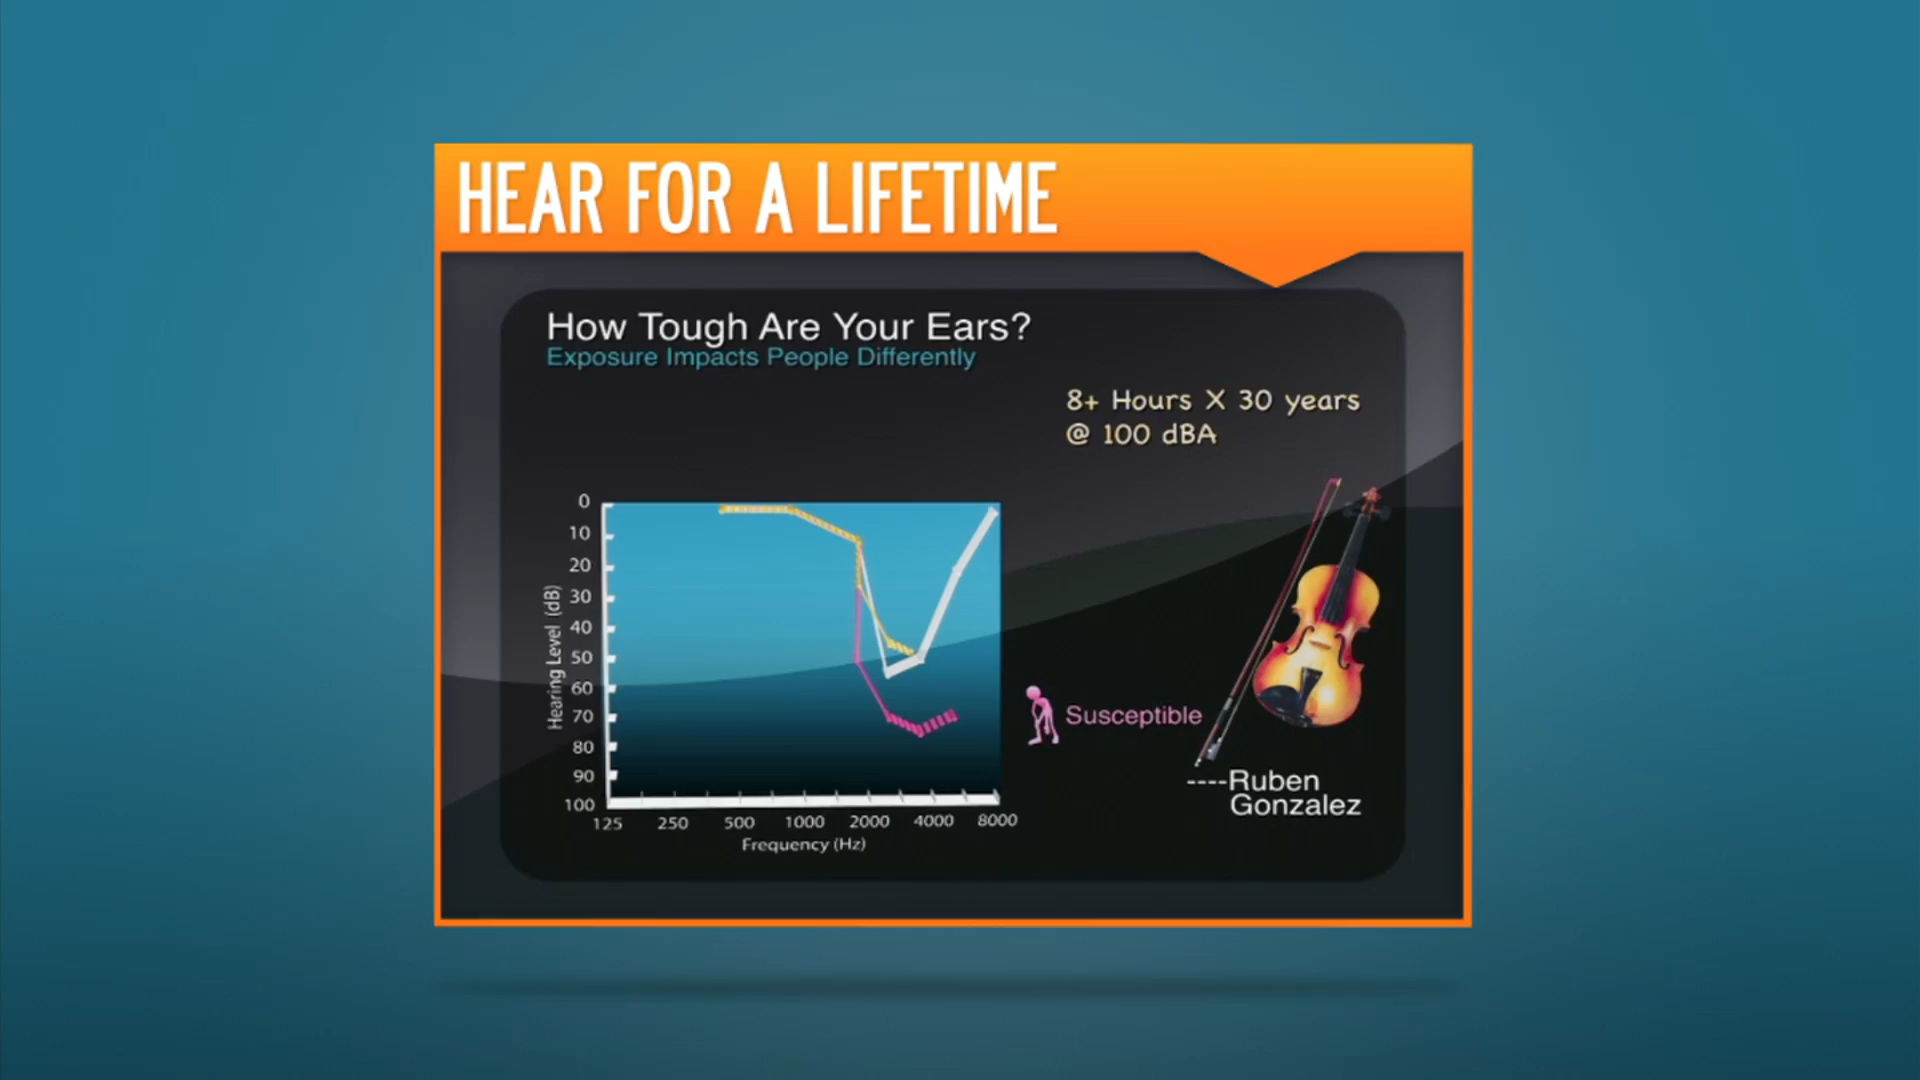 HEAR FOR A LIFETIME
How Tough Are Your Ears?
Exposure Impacts People Differently
8+ Hours X 30 years
@ 100 dBA
0
10
20
30
40
50
60
70
80
90
100
Hearing Level (dB)
125 250 500 1000 2000 4000 8000
Frequency (Hz)
Susceptible
----Ruben
Gonzalez